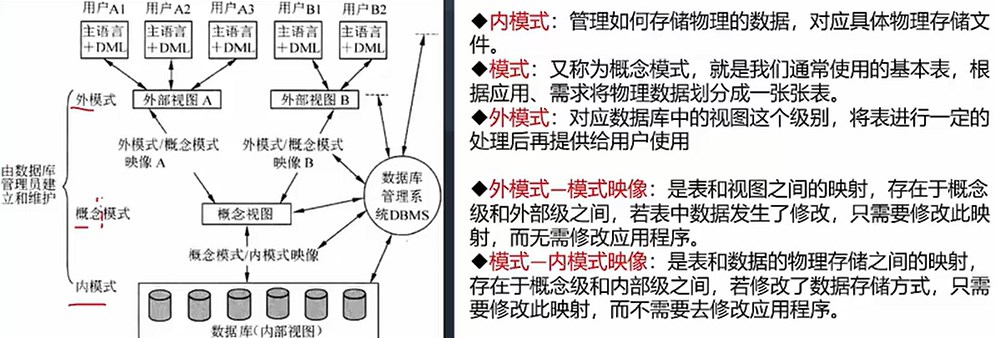 用户A1 用户A2 用户A3 用户B1 用户B2
主语言 主语言 主语言 主语言 主语言
+DML +DML +DML +DML +DML
外模式 外部视图 A 外部视图 B
外模式/概念模式 外模式/概念模式
映像 A 映像 B
由数据库
管理员建
立和维护
数据库
管理系
统DBMS
概念模式 概念视图
概念模式/内模式映像
内模式
数据库(内部视图)
◆内模式：管理如何存储物理的数据，对应具体物理存储文
件。
◆模式：又称为概念模式，就是我们通常使用的基本表，根
据应用、需求将物理数据划分成一张张表。
◆外模式：对应数据库中的视图这个级别，将表进行一定的
处理后再提供给用户使用
◆外模式—模式映像：是表和视图之间的映射，存在于概念
级和外部级之间，若表中数据发生了修改，只需要修改此映
射，而无需修改应用程序。
◆模式—内模式映像：是表和数据的物理存储之间的映射，
存在于概念级和内部级之间，若修改了数据存储方式，只需
要修改此映射，而不需要去修改应用程序。